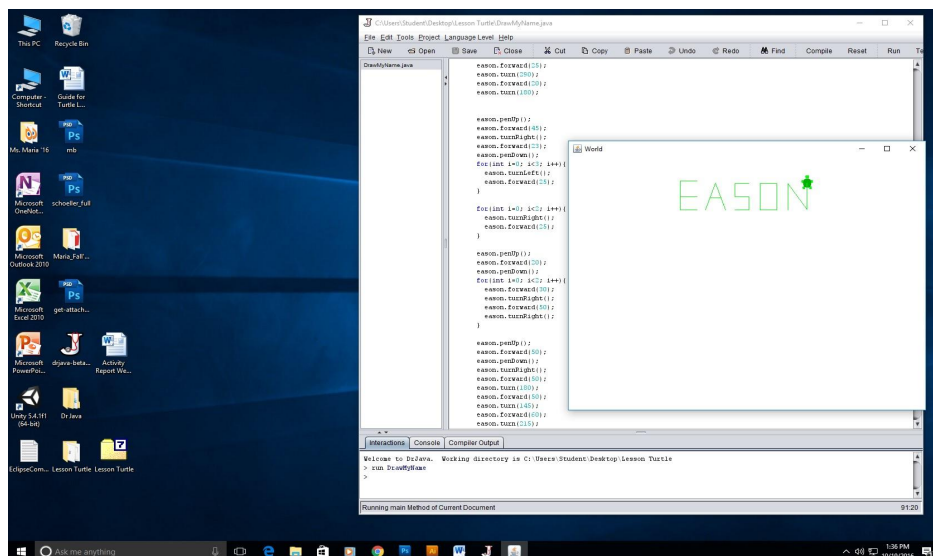 This PC
Recycle Bin
Computer -
Shortcut
Guide for
Turtle L...
Ms. Maria '16
mb
Microsoft
OneNot...
schoeller_full
Microsoft
Outlook 2010
Maria_Fall'...
Microsoft
Excel 2010
get-attach...
Microsoft
PowerPoi...
drjava-beta...
Activity
Report We...
Unity 5.4.1f1
(64-bit)
Dr Java
EclipseCom...
Lesson Turtle
Lesson Turtle
C:\Users\Student\Desktop\Lesson Turtle\DrawMyName.java
File Edit Tools Project Language Level Help
New Open Save Close Cut Copy Paste Undo Redo Find Compile Reset Run Te
DrawMyName.java
eason.forward(25);
eason.turn(290);
eason.forward(20);
eason.turn(180);
eason.penUp();
eason.forward(45);
eason.turnRight();
eason.forward(23);
eason.penDown();
for(int i=0; i<3; i++){
eason.turnLeft();
eason.forward(25);
}
for(int i=0; i<2; i++){
eason.turnRight();
eason.forward(25);
}
eason.penUp();
eason.forward(20);
eason.penDown();
for(int i=0; i<2; i++){
eason.forward(30);
eason.turnRight();
eason.forward(50);
eason.turnRight();
}
eason.penUp();
eason.forward(50);
eason.penDown();
eason.turnRight();
eason.forward(50);
eason.turn(180);
eason.forward(50);
eason.turn(145);
eason.forward(60);
eason.turn(215);
World
EASON
Interactions Console Compiler Output
Welcome to DrJava. Working directory is C:\Users\Student\Desktop\Lesson Turtle
> run DrawMyName
>
Running main Method of Current Document
91:20
Ask me anything
1:36 PM
10/19/2016